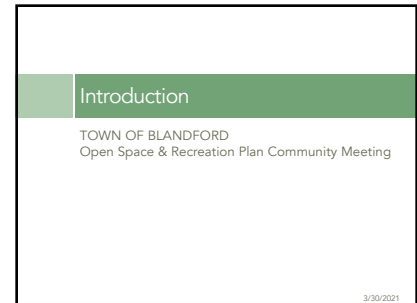 Introduction
TOWN OF BLANDFORD
Open Space & Recreation Plan Community Meeting
3/30/2021